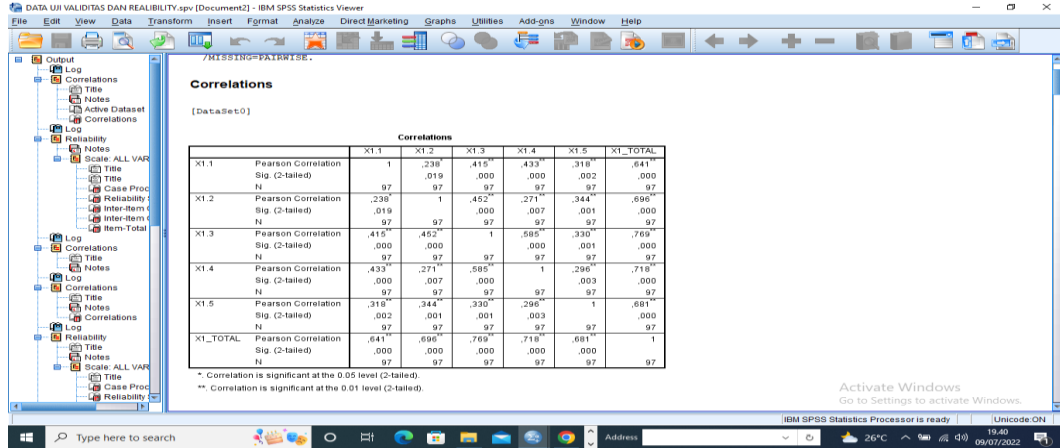 DATA UJI VALIDITAS DAN REALIBILITY.spv [Document2] - IBM SPSS Statistics Viewer
File Edit View Data Transform Insert Format Analyze Direct Marketing Graphs Utilities Add-ons Window Help
Output
Log
Correlations
Title
Notes
Active Dataset
Correlations
Log
Reliability
Notes
Scale: ALL VAR
Title
Title
Case Proc
Reliability
Inter-Item
Inter-Item
Item-Total
Log
Correlations
Title
Notes
Log
Correlations
Title
Notes
Correlations
Log
Reliability
Title
Notes
Scale: ALL VAR
Title
Case Proc
Reliability
/MISSING=PAIRWISE.
Correlations
[DataSet0]
Correlations
X1.1 X1.2 X1.3 X1.4 X1.5 X1_TOTAL
X1.1 Pearson Correlation 1 ,238* ,415** ,433** ,318** ,641**
Sig. (2-tailed) ,019 ,000 ,000 ,002 ,000
N 97 97 97 97 97 97
X1.2 Pearson Correlation ,238* 1 ,452** ,271** ,344** ,696**
Sig. (2-tailed) ,019 ,000 ,007 ,001 ,000
N 97 97 97 97 97 97
X1.3 Pearson Correlation ,415** ,452** 1 ,585** ,330** ,769**
Sig. (2-tailed) ,000 ,000 ,000 ,001 ,000
N 97 97 97 97 97 97
X1.4 Pearson Correlation ,433** ,271** ,585** 1 ,296** ,718**
Sig. (2-tailed) ,000 ,007 ,000 ,003 ,000
N 97 97 97 97 97 97
X1.5 Pearson Correlation ,318** ,344** ,330** ,296** 1 ,681**
Sig. (2-tailed) ,002 ,001 ,001 ,003 ,000
N 97 97 97 97 97 97
X1_TOTAL Pearson Correlation ,641** ,696** ,769** ,718** ,681** 1
Sig. (2-tailed) ,000 ,000 ,000 ,000 ,000
N 97 97 97 97 97 97
*. Correlation is significant at the 0.05 level (2-tailed).
**. Correlation is significant at the 0.01 level (2-tailed).
Activate Windows
Go to Settings to activate Windows.
IBM SPSS Statistics Processor is ready Unicode:ON
Type here to search
Address
26°C
19.40
09/07/2022